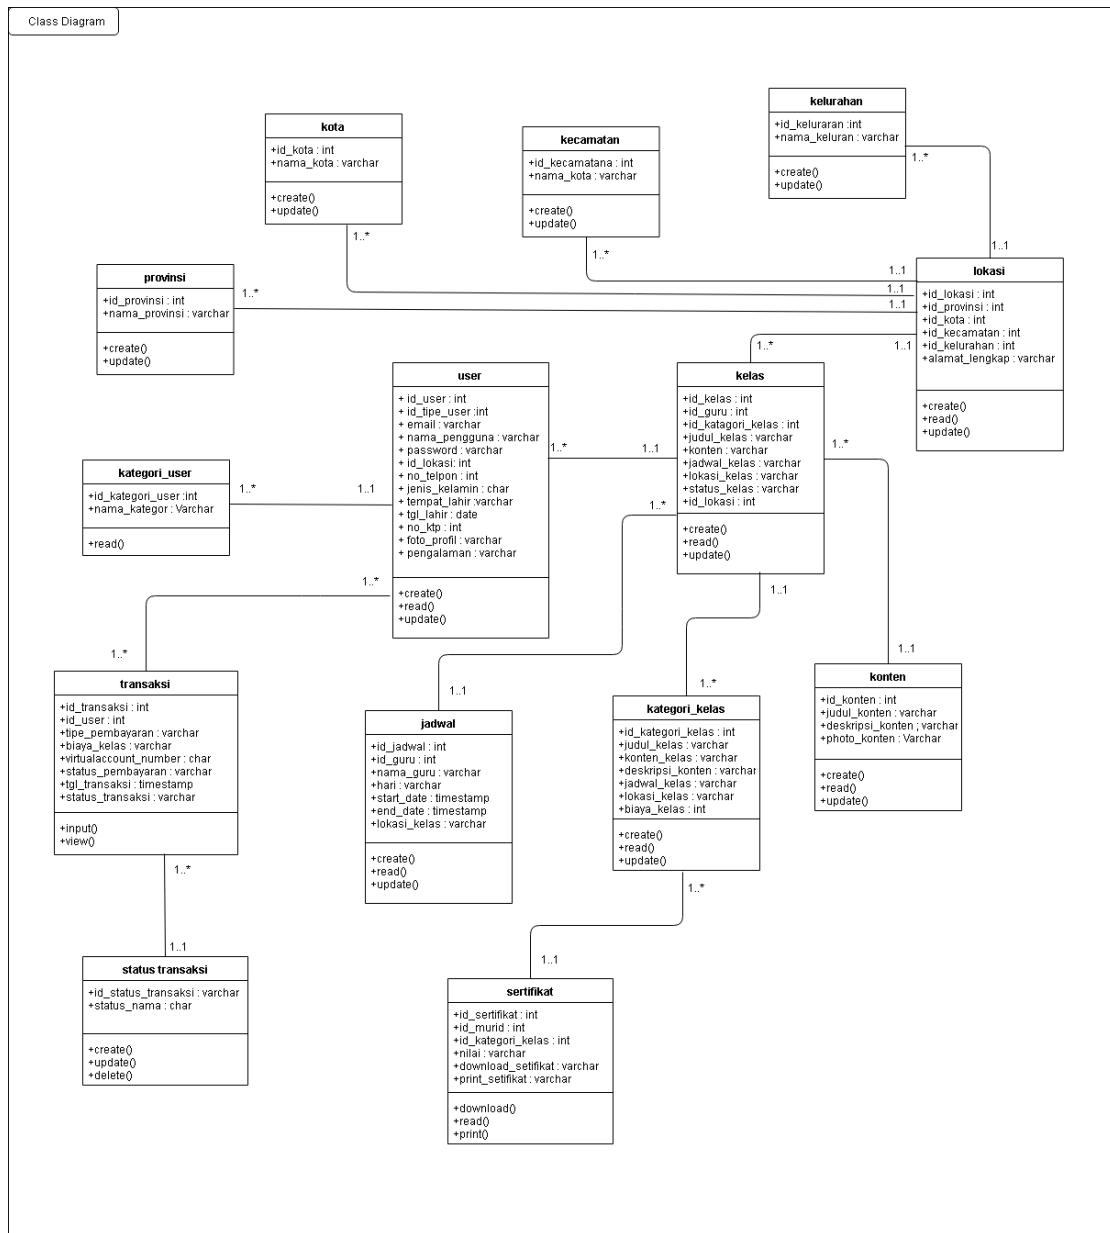 Class Diagram
kelurahan
+id_keluraran :int
+nama_keluran : varchar
+create()
+update()
1..*
1..1
kota
+id_kota : int
+nama_kota : varchar
+create()
+update()
1..*
kecamatan
+id_kecamatana : int
+nama_kota : varchar
+create()
+update()
1..*
1..1
1..1
1..1
provinsi
+id_provinsi : int
+nama_provinsi : varchar
+create()
+update()
1..*
lokasi
+id_lokasi : int
+id_provinsi : int
+id_kota : int
+id_kecamatan : int
+id_kelurahan : int
+alamat_lengkap : varchar
+create()
+read()
+update()
1..*
1..1
user
+ id_user : int
+ id_tipe_user :int
+ email : varchar
+ nama_pengguna : varchar
+ password : varchar
+ id_lokasi: int
+ no_telpon : int
+ jenis_kelamin : char
+ tempat_lahir :varchar
+ tgl_lahir : date
+ no_ktp : int
+ foto_profil : varchar
+ pengalaman : varchar
+create()
+read()
+update()
1..*
1..1
kelas
+id_kelas : int
+id_guru : int
+id_katagori_kelas : int
+judul_kelas : varchar
+konten : varchar
+jadwal_kelas : varchar
+lokasi_kelas : varchar
+status_kelas : varchar
+id_lokasi : int
+create()
+read()
+update()
1..*
1..*
1..1
kategori_user
+id_kategori_user :int
+nama_kategor : Varchar
+read()
1..*
1..1
1..*
1..*
transaksi
+id_transaksi : int
+id_user : int
+tipe_pembayaran : varchar
+biaya_kelas : varchar
+virtualaccount_number : char
+status_pembayaran : varchar
+tgl_transaksi : timestamp
+status_transaksi : varchar
+input()
+view()
1..*
1..1
1..1
jadwal
+id_jadwal : int
+id_guru : int
+nama_guru : varchar
+hari : varchar
+start_date : timestamp
+end_date : timestamp
+lokasi_kelas : varchar
+create()
+read()
+update()
1..*
kategori_kelas
+id_kategori_kelas : int
+judul_kelas : varchar
+konten_kelas : varchar
+deskripsi_konten : varchar
+jadwal_kelas : varchar
+lokasi_kelas : varchar
+biaya_kelas : int
+create()
+read()
+update()
1..*
1..1
1..1
konten
+id_konten : int
+judul_konten : varchar
+deskripsi_konten ; varchar
+photo_konten : Varchar
+create()
+read()
+update()
status transaksi
+id_status_transaksi : varchar
+status_nama : char
+create()
+update()
+delete()
sertifikat
+id_sertifikat : int
+id_murid : int
+id_kategori_kelas : int
+nilai : varchar
+download_setifikat : varchar
+print_setifikat : varchar
+download()
+read()
+print()